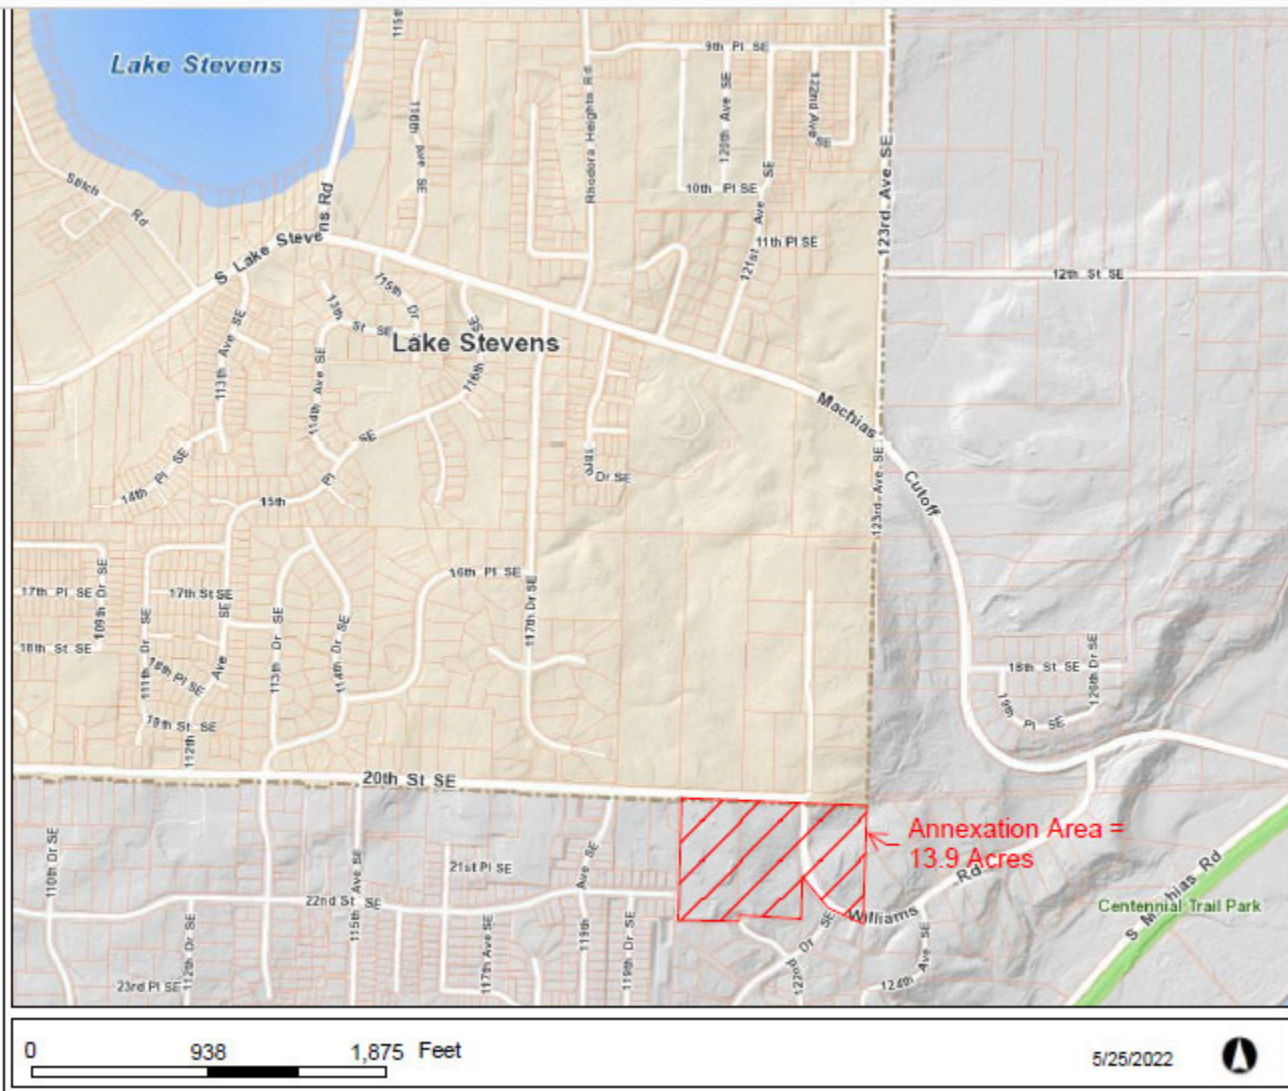 115th
9th Pl SE
Lake Stevens
116th Ave SE
Rhodora Heights Rd
120th Ave SE
122nd Ave SE
123rd Ave SE
Stitch Rd
10th Pl SE
121st Ave SE
11th Pl SE
S Lake Stevens Rd
12th St SE
115th Dr
13th St SE
113th Ave SE
Lake Stevens
114th Ave SE
116th SE
Machias Cutoff
14th Pl SE
15th Pl SE
Dr SE
123rd Ave SE
16th Pl SE
17th Pl SE
109th Dr SE
17th St SE
117th Dr SE
18th St SE
111th Dr SE
18th Pl SE
113th Dr SE
114th Dr SE
18th St SE
19th Pl SE
126th Dr SE
19th St SE
112th Ave SE
20th St SE
Annexation Area =
13.9 Acres
110th Dr SE
21st Pl SE
22nd St SE
115th Ave SE
119th Ave SE
Williams Rd
S Machias Rd
Centennial Trail Park
112th Dr SE
117th Ave SE
119th Dr SE
122nd Dr SE
124th Ave SE
23rd Pl SE
0 938 1,875 Feet
5/25/2022